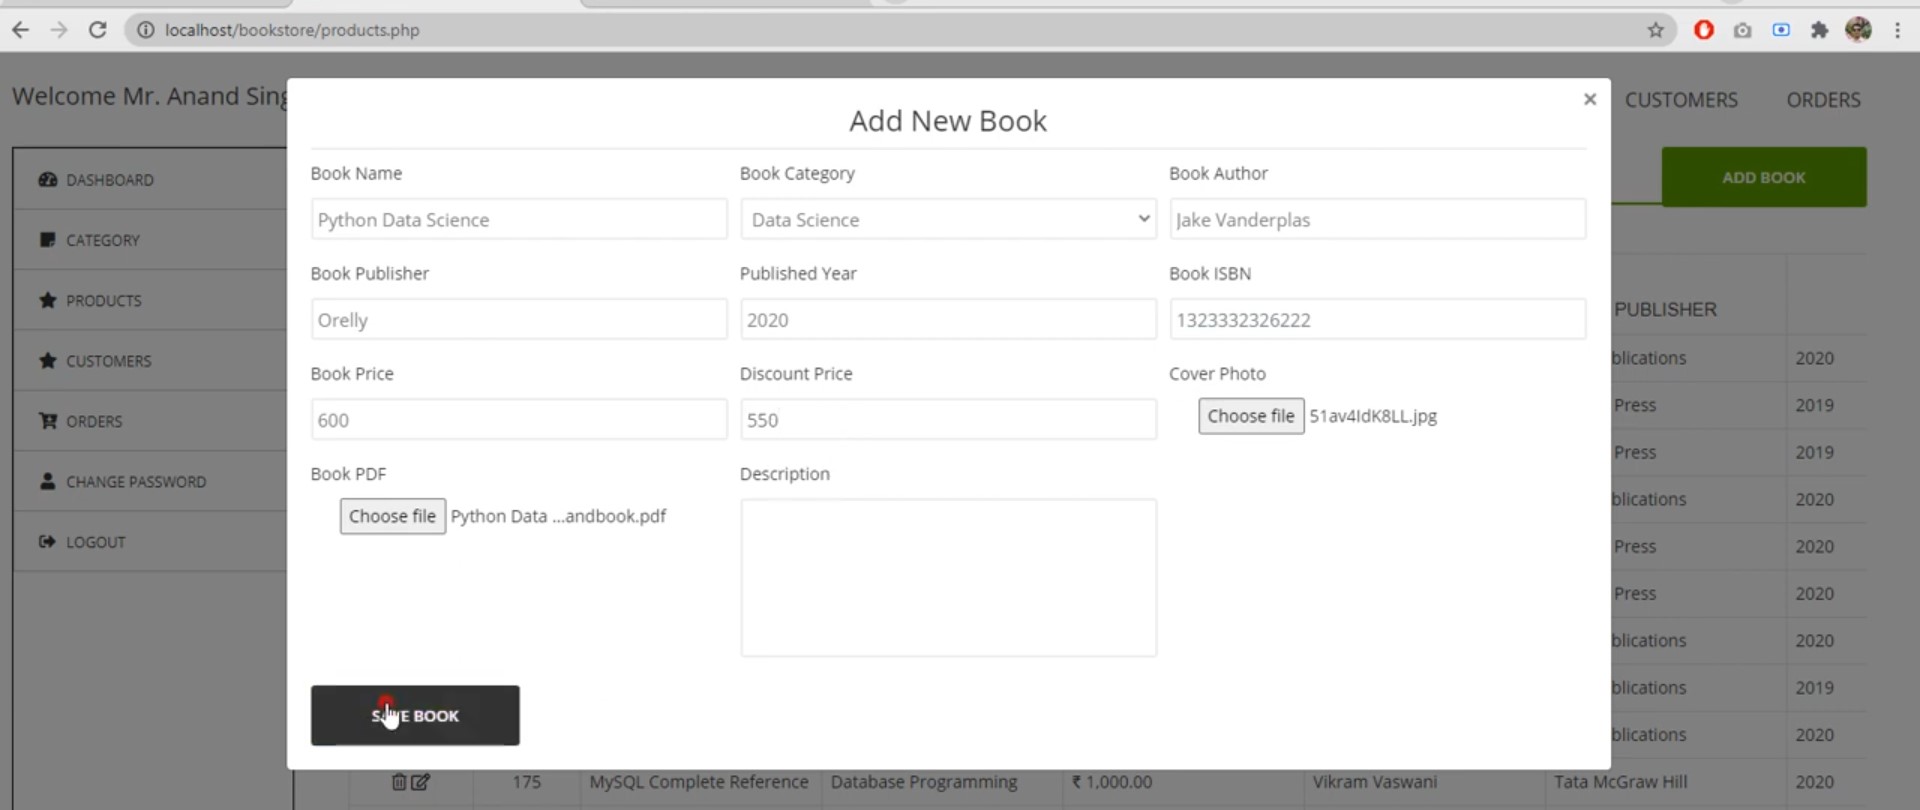 localhost/bookstore/products.php
Welcome Mr. Anand Sing
CUSTOMERS ORDERS
Add New Book
×
DASHBOARD
CATEGORY
PRODUCTS
CUSTOMERS
ORDERS
CHANGE PASSWORD
LOGOUT
Book Name Book Category Book Author
Python Data Science Data Science Jake Vanderplas
Book Publisher Published Year Book ISBN
Orelly 2020 1323332326222
Book Price Discount Price Cover Photo
600 550 Choose file 51av4IdK8LL.jpg
Book PDF Description
Choose file Python Data ...andbook.pdf
BOOK
ADD BOOK
PUBLISHER
blications 2020
Press 2019
Press 2019
blications 2020
Press 2020
Press 2020
blications 2020
blications 2019
blications 2020
175 MySQL Complete Reference Database Programming ₹ 1,000.00 Vikram Vaswani Tata McGraw Hill 2020